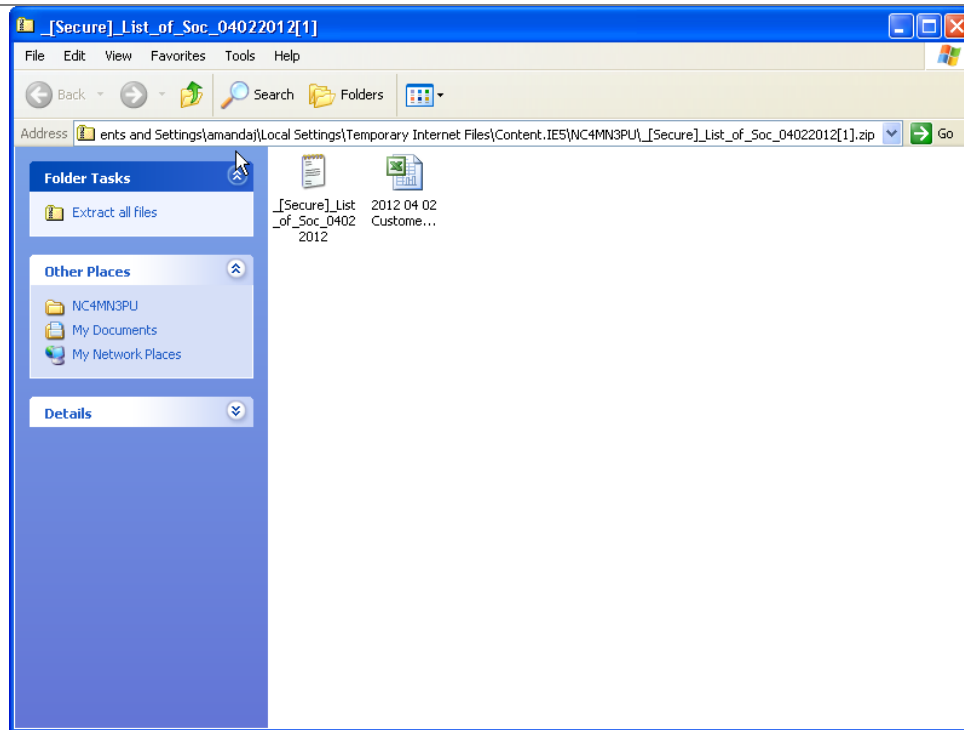 _[Secure]_List_of_Soc_04022012[1]
File Edit View Favorites Tools Help
Back Search Folders
Address ents and Settings\amandaj\Local Settings\Temporary Internet Files\Content.IE5\NC4MN3PU\_[Secure]_List_of_Soc_04022012[1].zip Go
Folder Tasks
Extract all files
Other Places
NC4MN3PU
My Documents
My Network Places
Details
_[Secure]_List
_of_Soc_0402
2012
2012 04 02
Custome...